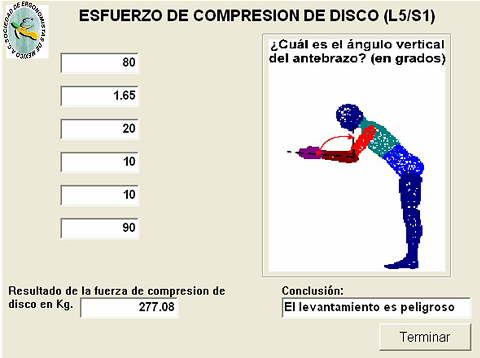 ESFUERZO DE COMPRESION DE DISCO (L5/S1)
SOCIEDAD DE ERGONOMISTAS DE MEXICO A.C.
80
1.65
20
10
10
90
¿Cuál es el ángulo vertical
del antebrazo? (en grados)
Resultado de la fuerza de compresion de
disco en Kg.
277.08
Conclusión:
El levantamiento es peligroso
Terminar